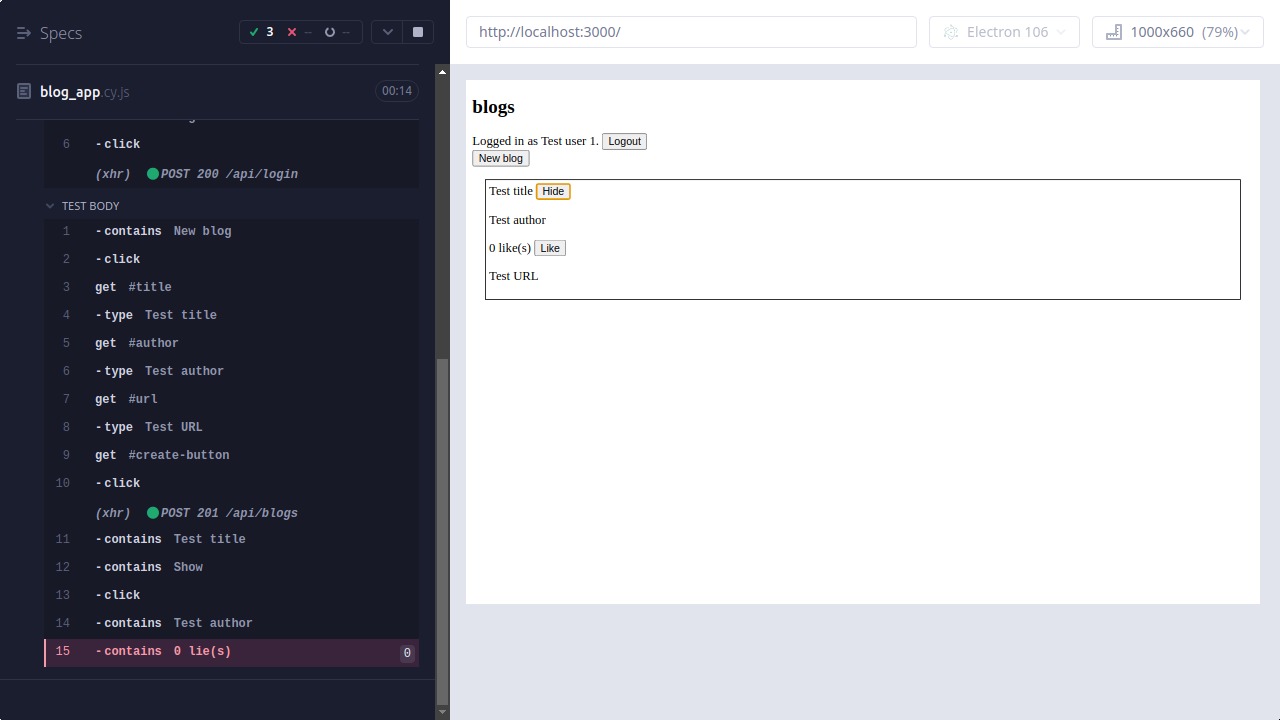 Specs
3
--
--
http://localhost:3000/
Electron 106
1000x660 (79%)
blog_app.cy.js
00:14
6 -click
(xhr) POST 200 /api/login
TEST BODY
1 -contains New blog
2 -click
3 get #title
4 -type Test title
5 get #author
6 -type Test author
7 get #url
8 -type Test URL
9 get #create-button
10 -click
(xhr) POST 201 /api/blogs
11 -contains Test title
12 -contains Show
13 -click
14 -contains Test author
15 -contains 0 lie(s) 0
blogs
Logged in as Test user 1. Logout
New blog
Test title Hide
Test author
0 like(s) Like
Test URL